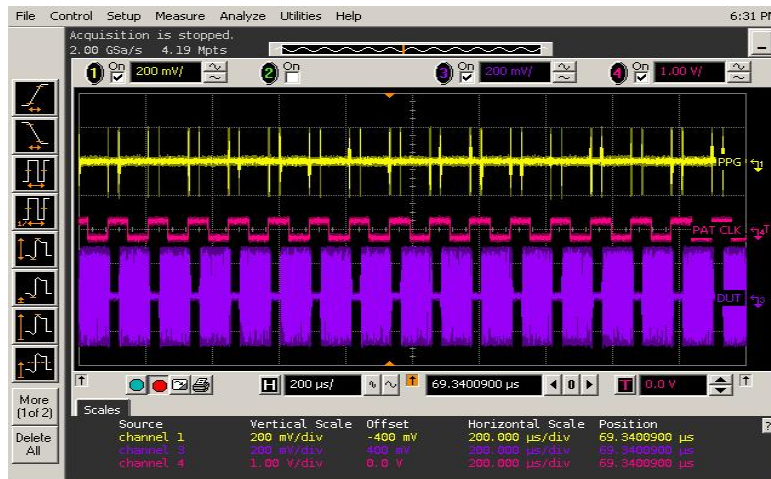 File Control Setup Measure Analyze Utilities Help 6:31 PM
Acquisition is stopped.
2.00 GSa/s 4.19 Mpts
1 On 200 mV/ 2 On 3 On 200 mV/ 4 On 1.00 V/
PPG
PAT CLK
DUT
More
(1of 2)
Delete
All
H 200 µs/ 69.3400900 µs 0 T 0.0 V
Scales
Source Vertical Scale Offset Horizontal Scale Position
channel 1 200 mV/div -400 mV 200.000 µs/div 69.3400900 µs
channel 3 200 mV/div 400 mV 200.000 µs/div 69.3400900 µs
channel 4 1.00 V/div 0.0 V 200.000 µs/div 69.3400900 µs